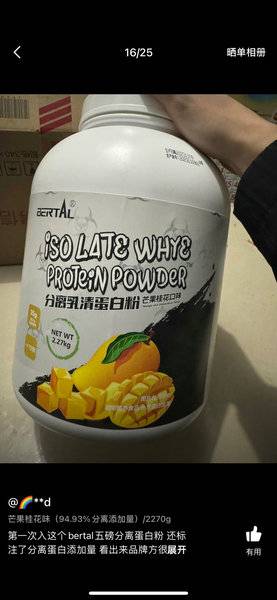 16/25
晒单相册
BERTAL
iSO LATE WHYE
PROTEiN POWDER
分离乳清蛋白粉 芒果桂花口味
NET WT
2.27kg
@🌈**d
芒果桂花味（94.93%分离添加量）/2270g
第一次入这个bertal五磅分离蛋白粉 还标
注了分离蛋白添加量 看出来品牌方很展开
有用